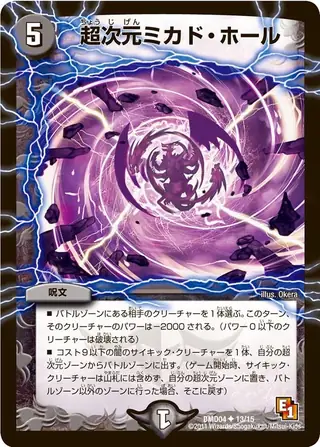 5
ちょうじげん
超次元ミカド・ホール
illus. Okera
呪文
■ バトルゾーンにある相手のクリーチャーを1体選ぶ。このターン、
そのクリーチャーのパワーは−2000される。(パワー0以下のク
リーチャーは破壊される)
■ コスト9以下の闇のサイキック・クリーチャーを1体、自分の超
次元ゾーンからバトルゾーンに出す。(ゲーム開始時、サイキック・
クリーチャーは山札には含めず、自分の超次元ゾーンに置き、バ
トルゾーン以外のゾーンに行った場合、そこに戻す)
E1
DMD04 ◆ 13/15
©2011 Wizards/Shogakukan/Mitsui-Kids